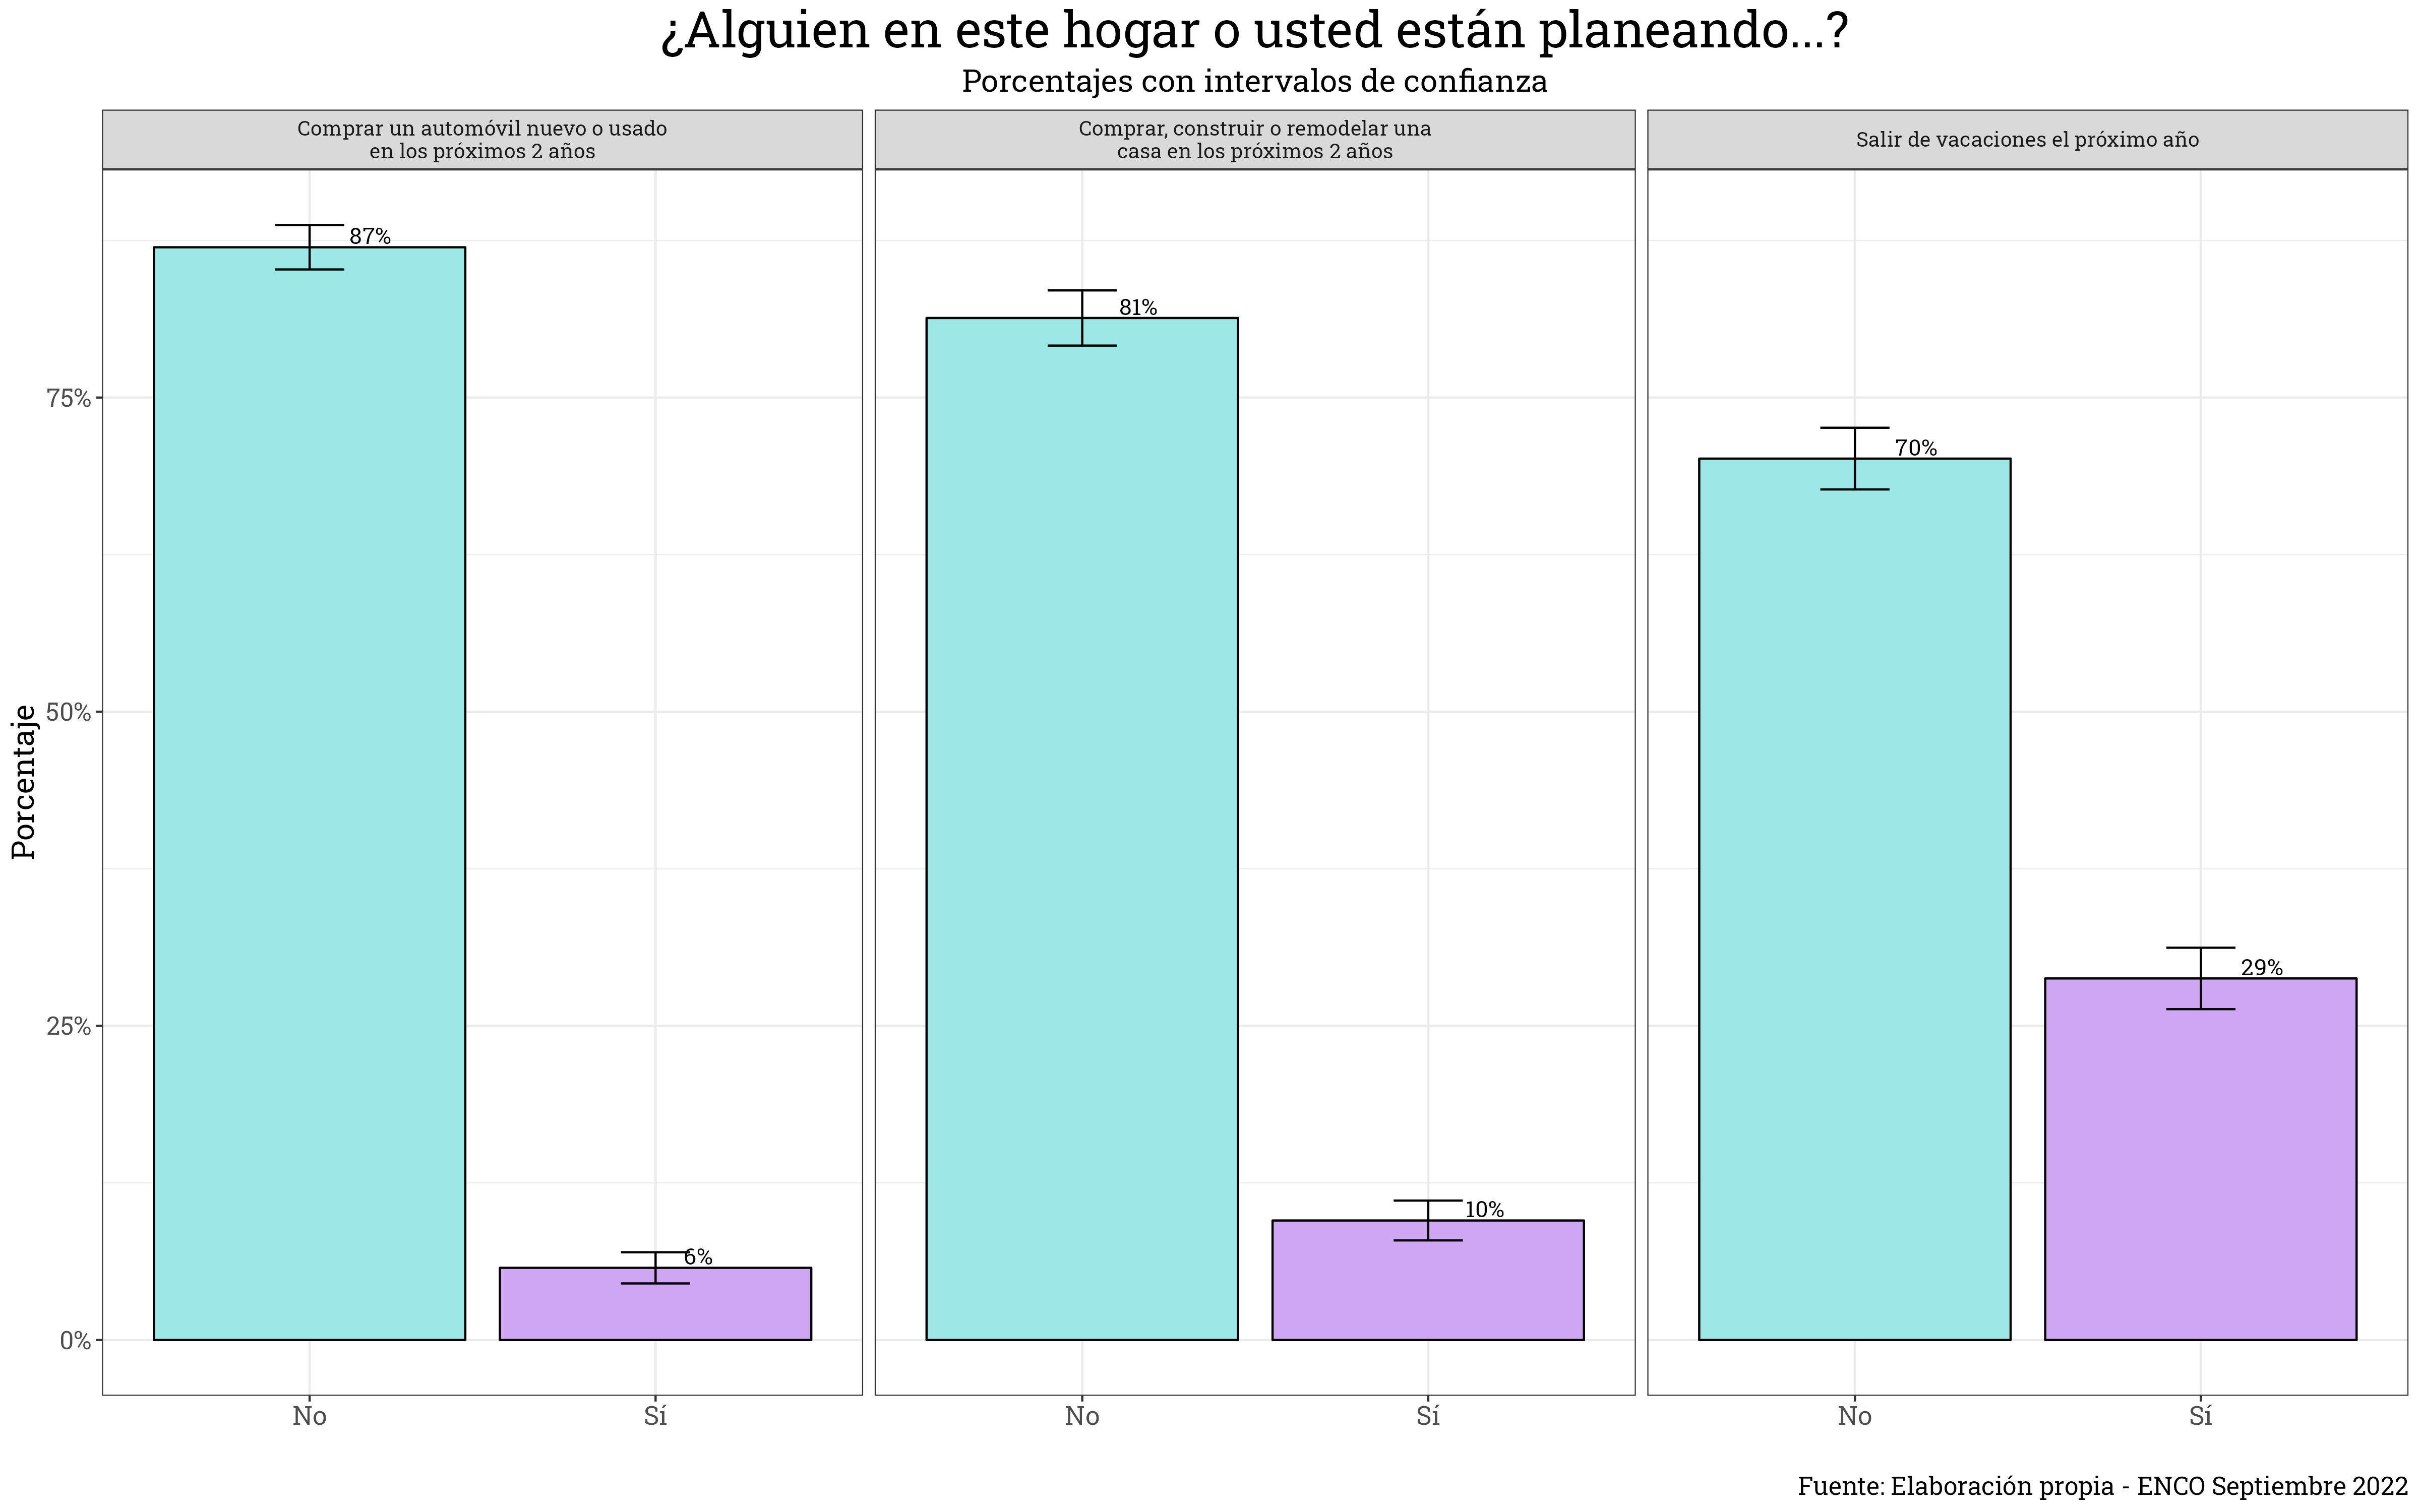 ¿Alguien en este hogar o usted están planeando...?
Porcentajes con intervalos de confianza
Comprar un automóvil nuevo o usado
en los próximos 2 años
Comprar, construir o remodelar una
casa en los próximos 2 años
Salir de vacaciones el próximo año
Porcentaje
75%
50%
25%
0%
87%
6%
81%
10%
70%
29%
No
Sí
No
Sí
No
Sí
Fuente: Elaboración propia - ENCO Septiembre 2022